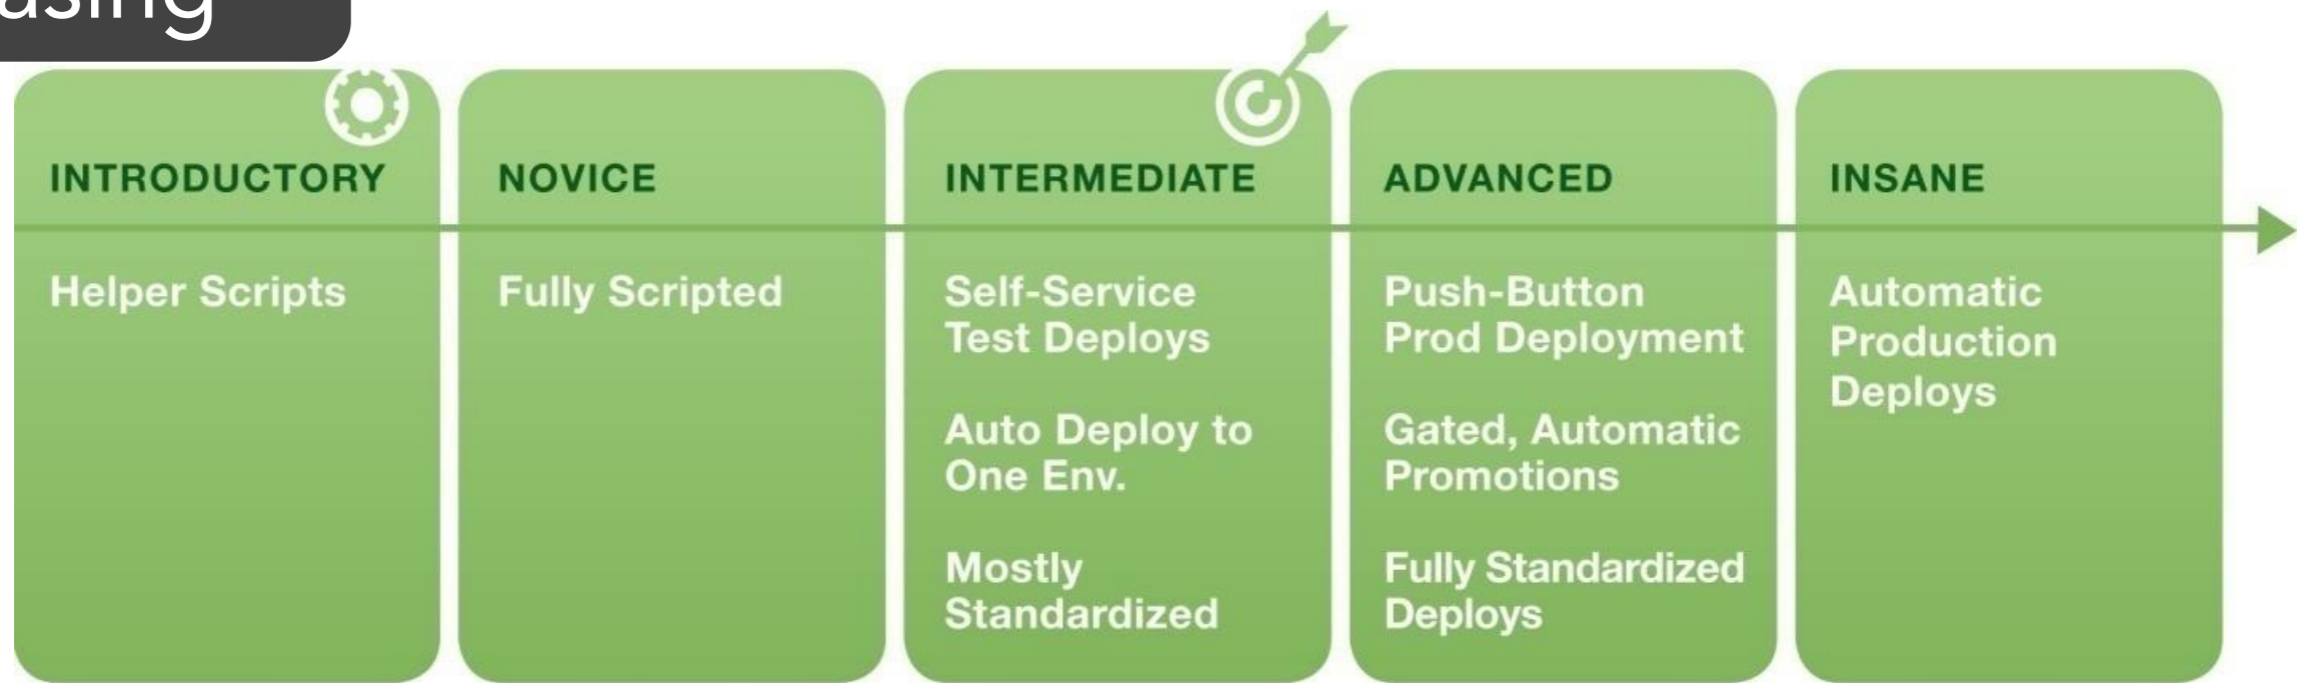 asing
INTRODUCTORY
Helper Scripts
NOVICE
Fully Scripted
INTERMEDIATE
Self-Service
Test Deploys
Auto Deploy to
One Env.
Mostly
Standardized
ADVANCED
Push-Button
Prod Deployment
Gated, Automatic
Promotions
Fully Standardized
Deploys
INSANE
Automatic
Production
Deploys